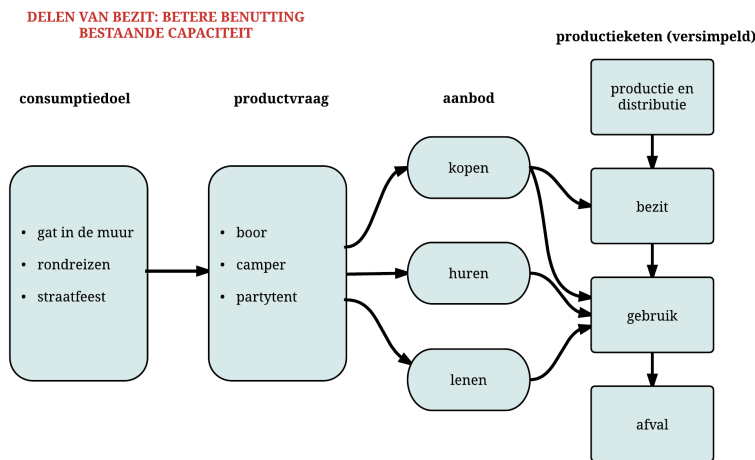 DELEN VAN BEZIT: BETERE BENUTTING
BESTAANDE CAPACITEIT
productieketen (versimpeld)
consumptiedoel
productvraag
aanbod
• gat in de muur
• rondreizen
• straatfeest
• boor
• camper
• partytent
kopen
huren
lenen
productie en
distributie
bezit
gebruik
afval